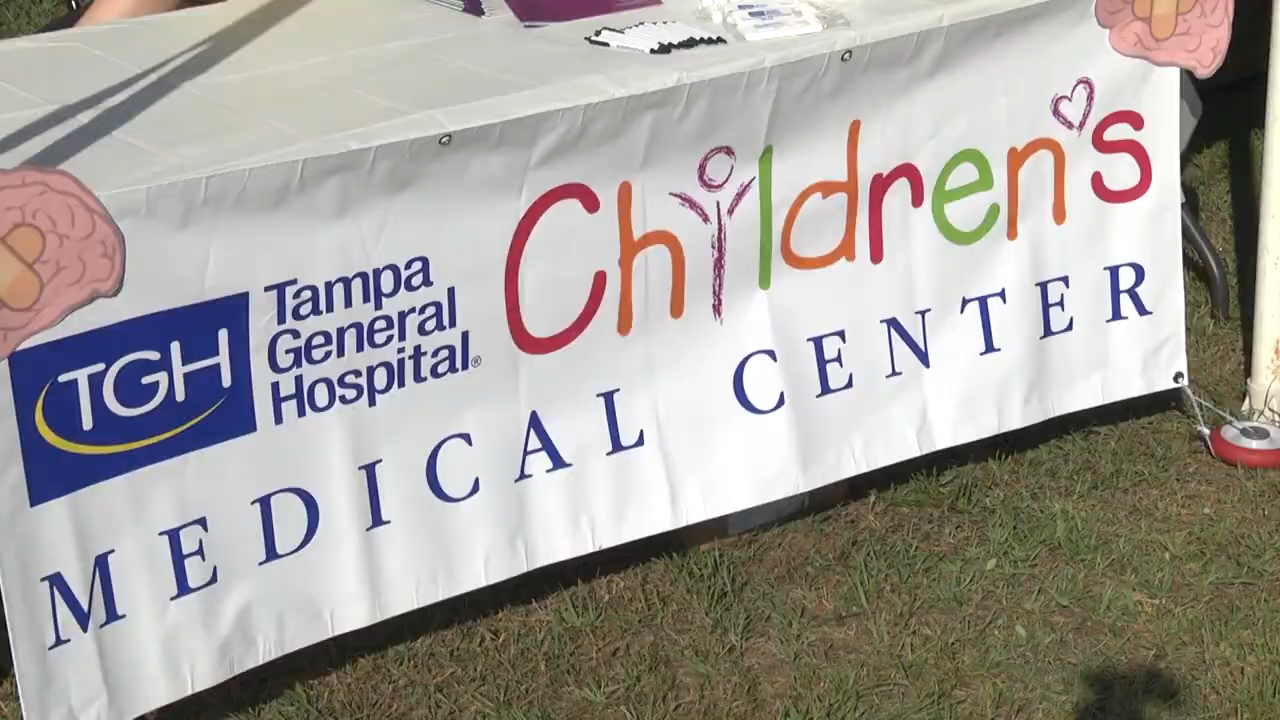 TGH
Tampa
General
Hospital®
Children's
MEDICAL CENTER